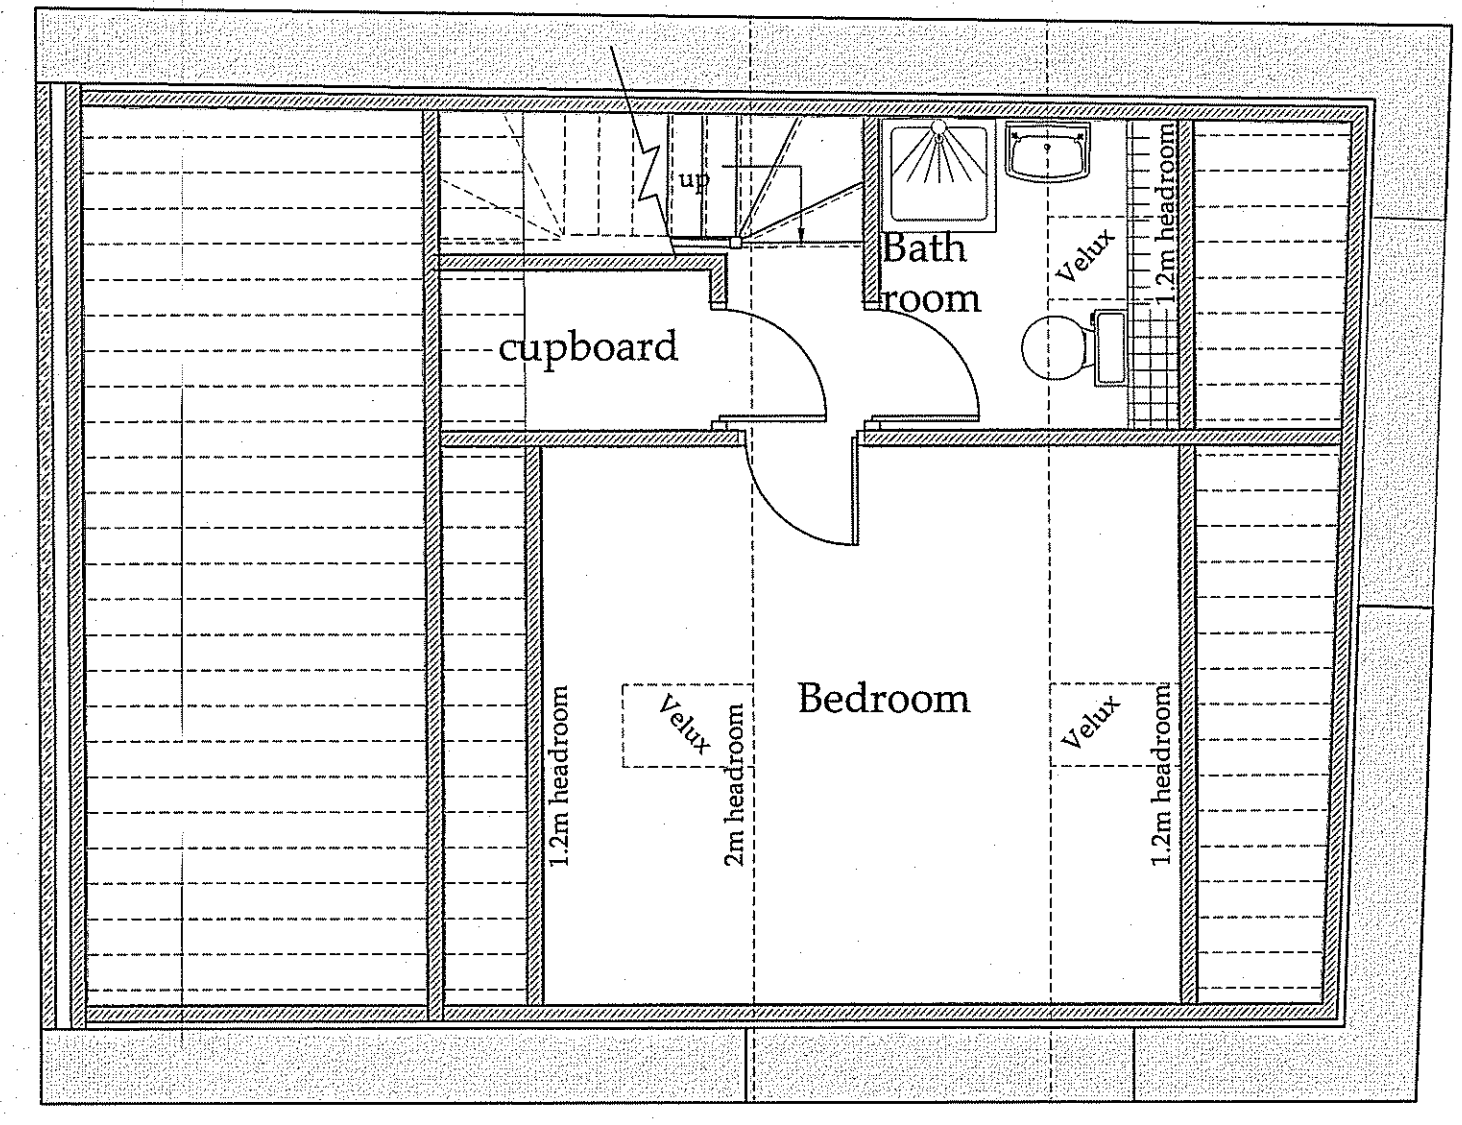 up
1.2m headroom
Bath
room
Velux
cupboard
Bedroom
Velux
Velux
1.2m headroom
2m headroom
1.2m headroom